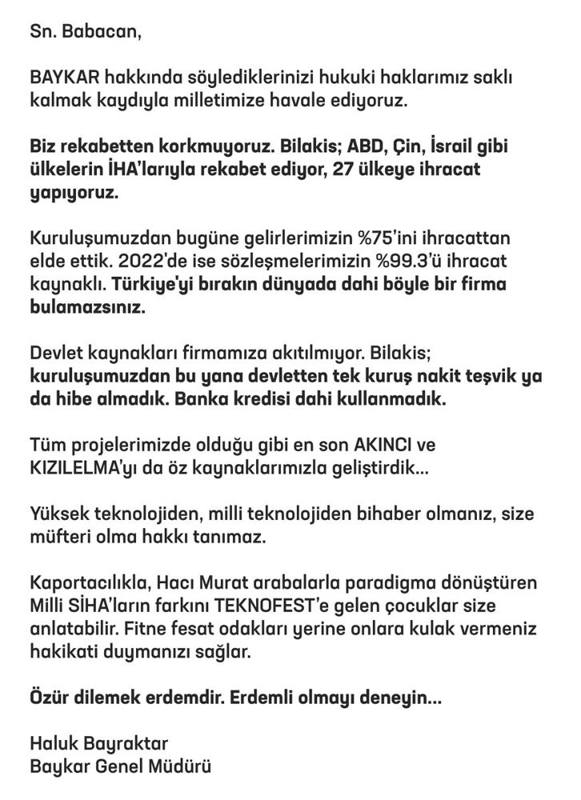 Sn. Babacan,
BAYKAR hakkında söylediklerinizi hukuki haklarımız saklı
kalmak kaydıyla milletimize havale ediyoruz.
Biz rekabetten korkmuyoruz. Bilakis; ABD, Çin, İsrail gibi
ülkelerin İHA’larıyla rekabet ediyor, 27 ülkeye ihracat
yapıyoruz.
Kuruluşumuzdan bugüne gelirlerimizin %75’ini ihracattan
elde ettik. 2022'de ise sözleşmelerimizin %99.3’ü ihracat
kaynaklı. Türkiye'yi bırakın dünyada dahi böyle bir firma
bulamazsınız.
Devlet kaynakları firmamıza akıtılmıyor. Bilakis;
kuruluşumuzdan bu yana devletten tek kuruş nakit teşvik ya
da hibe almadık. Banka kredisi dahi kullanmadık.
Tüm projelerimizde olduğu gibi en son AKINCI ve
KIZILELMA’yı da öz kaynaklarımızla geliştirdik...
Yüksek teknolojiden, milli teknolojiden bihaber olmanız, size
müfteri olma hakkı tanımaz.
Kaportacılıkla, Hacı Murat arabalarla paradigma dönüştüren
Milli SİHA’ların farkını TEKNOFEST’e gelen çocuklar size
anlatabilir. Fitne fesat odakları yerine onlara kulak vermeniz
hakikati duymanızı sağlar.
Özür dilemek erdemdir. Erdemli olmayı deneyin...
Haluk Bayraktar
Baykar Genel Müdürü